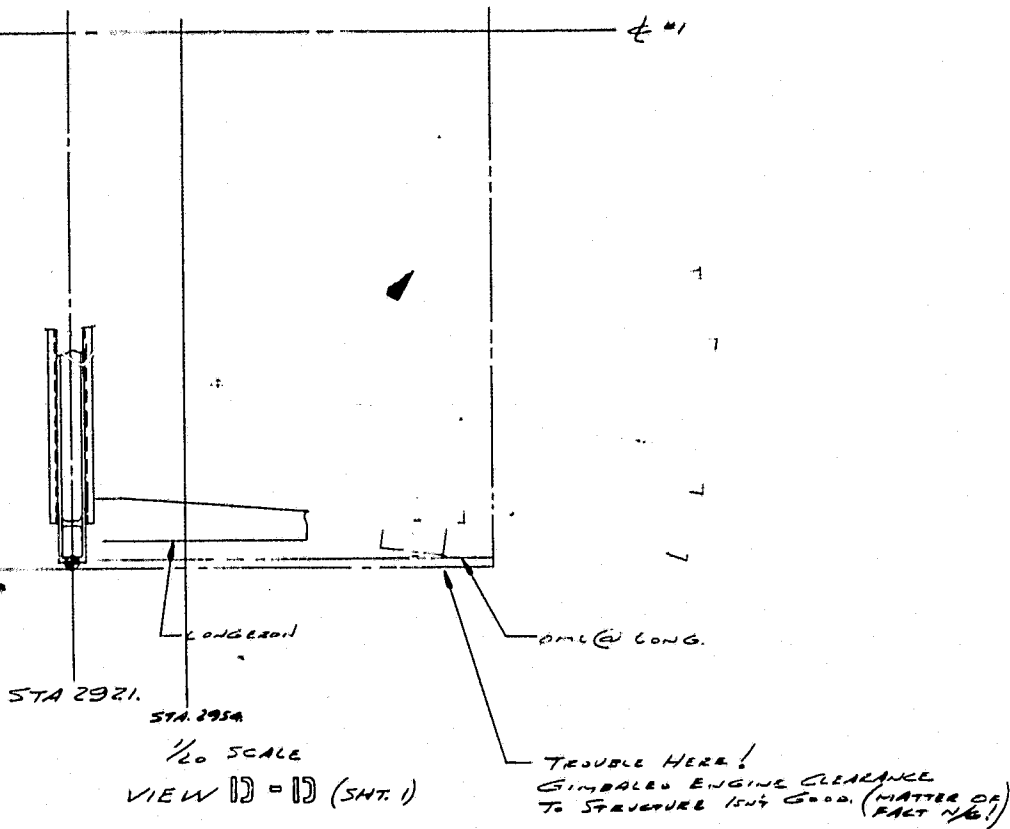 ℄ #1
LONGERON
OML @ LONG.
STA 2921.
STA. 2954
1/20 SCALE
VIEW D-D (SHT. 1)
TROUBLE HERE!
GIMBALED ENGINE CLEARANCE
TO STRUCTURE ISN'T GOOD. (MATTER OF
FACT N/G!)